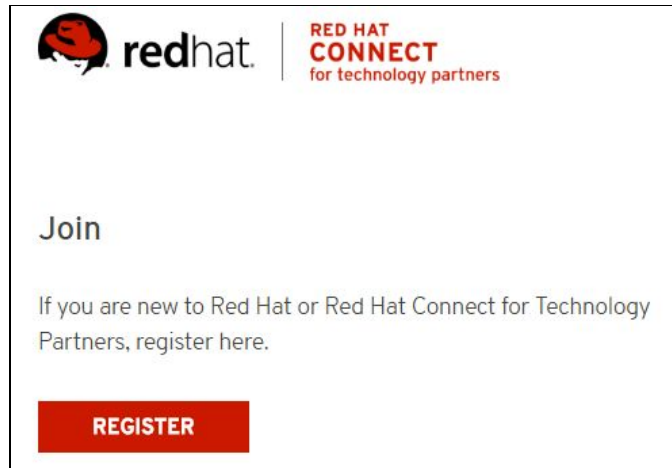 redhat.
RED HAT
CONNECT
for technology partners
Join
If you are new to Red Hat or Red Hat Connect for Technology
Partners, register here.
REGISTER